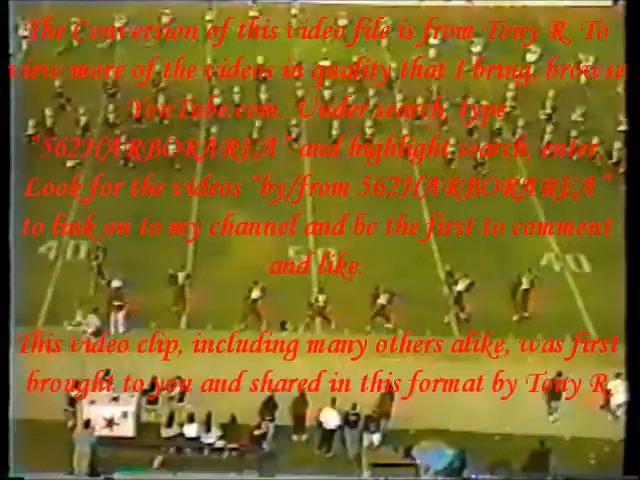 The Conversion of this video file is from Tony R. To
view more of the videos in quality that I bring, browse
YouTube.com. Under search, type
"562HARBORAREA" and highlight search, enter.
Look for the videos "by/from 562HARBORAREA"
to link on to my channel and be the first to comment
and like.
40 50 40
This video clip, including many others alike, was first
brought to you and shared in this format by Tony R.